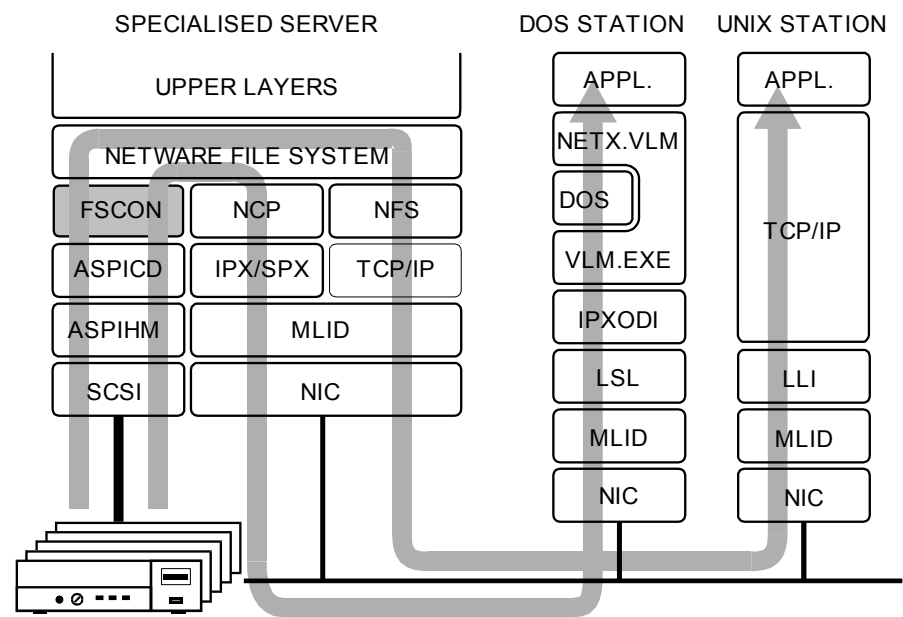 SPECIALISED SERVER
DOS STATION
UNIX STATION
UPPER LAYERS
NETWARE FILE SYSTEM
FSCON
NCP
NFS
ASPICD
IPX/SPX
TCP/IP
ASPIHM
MLID
SCSI
NIC
APPL.
NETX.VLM
DOS
VLM.EXE
IPXODI
LSL
MLID
NIC
APPL.
TCP/IP
LLI
MLID
NIC